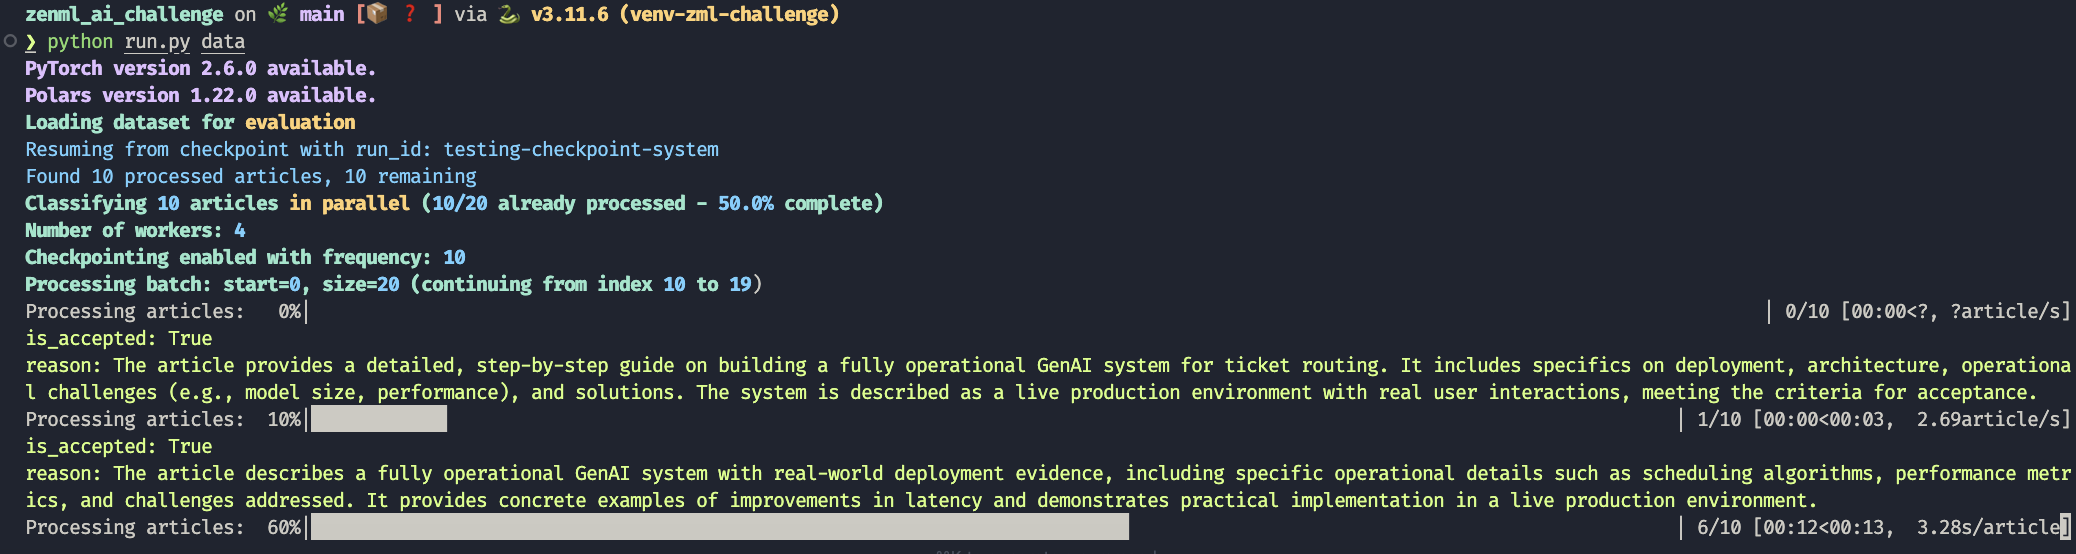 zenml_ai_challenge on 🌿 main [📦 ? ] via 🐍 v3.11.6 (venv-zml-challenge)
❯ python run.py data
PyTorch version 2.6.0 available.
Polars version 1.22.0 available.
Loading dataset for evaluation
Resuming from checkpoint with run_id: testing-checkpoint-system
Found 10 processed articles, 10 remaining
Classifying 10 articles in parallel (10/20 already processed - 50.0% complete)
Number of workers: 4
Checkpointing enabled with frequency: 10
Processing batch: start=0, size=20 (continuing from index 10 to 19)
Processing articles:   0%| | 0/10 [00:00<?, ?article/s]
is_accepted: True
reason: The article provides a detailed, step-by-step guide on building a fully operational GenAI system for ticket routing. It includes specifics on deployment, architecture, operationa
l challenges (e.g., model size, performance), and solutions. The system is described as a live production environment with real user interactions, meeting the criteria for acceptance.
Processing articles:  10%| | 1/10 [00:00<00:03,  2.69article/s]
is_accepted: True
reason: The article describes a fully operational GenAI system with real-world deployment evidence, including specific operational details such as scheduling algorithms, performance metr
ics, and challenges addressed. It provides concrete examples of improvements in latency and demonstrates practical implementation in a live production environment.
Processing articles:  60%| | 6/10 [00:12<00:13,  3.28s/article]